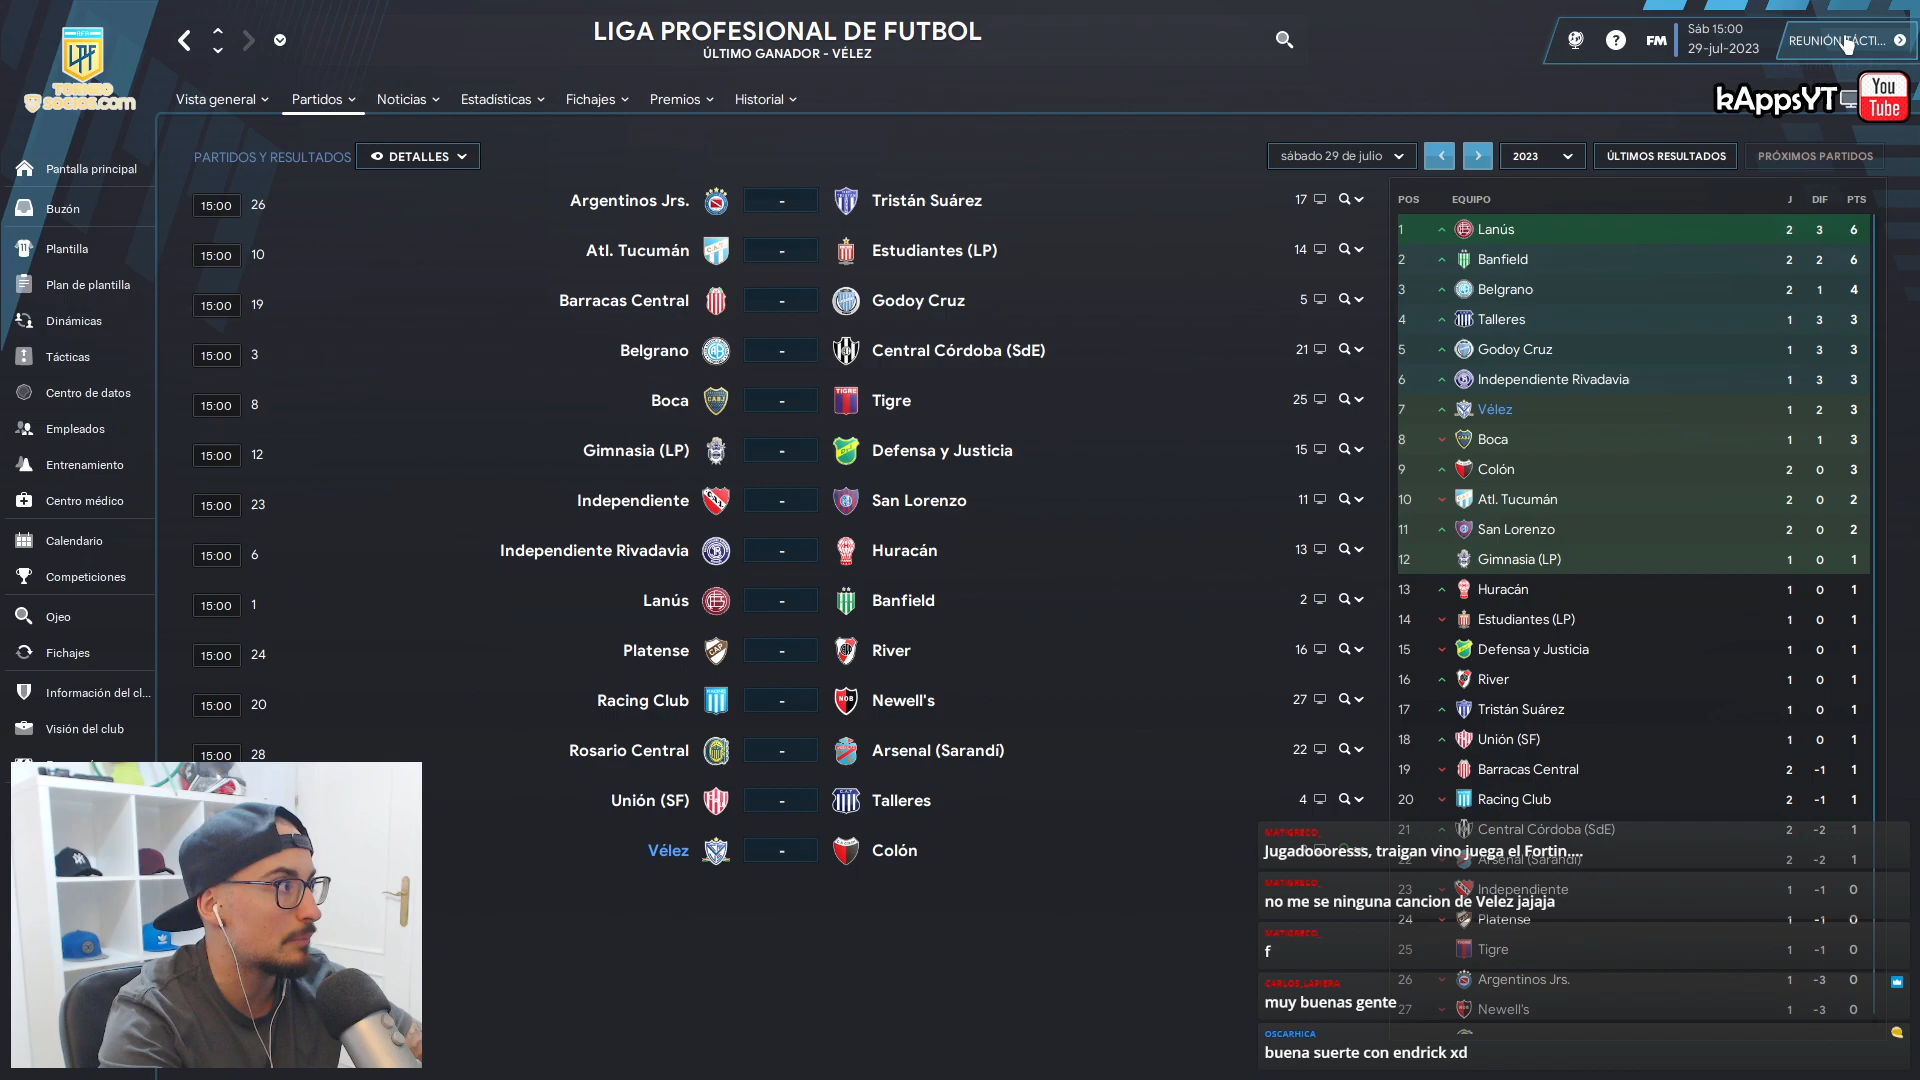 LIGA PROFESIONAL DE FUTBOL
ÚLTIMO GANADOR - VÉLEZ
Sáb 15:00
29-jul-2023
FM
REUNIÓN TÁCTI...
kAppsYT
You
Tube
TORNEO
socios.com
Vista general
Partidos
Noticias
Estadísticas
Fichajes
Premios
Historial
Pantalla principal
Buzón
Plantilla
Plan de plantilla
Dinámicas
Tácticas
Centro de datos
Empleados
Entrenamiento
Centro médico
Calendario
Competiciones
Ojeo
Fichajes
Información del cl...
Visión del club
PARTIDOS Y RESULTADOS
DETALLES
sábado 29 de julio
2023
ÚLTIMOS RESULTADOS
PRÓXIMOS PARTIDOS
15:00 26 Argentinos Jrs. - Tristán Suárez 17
15:00 10 Atl. Tucumán - Estudiantes (LP) 14
15:00 19 Barracas Central - Godoy Cruz 5
15:00 3 Belgrano - Central Córdoba (SdE) 21
15:00 8 Boca - Tigre 25
15:00 12 Gimnasia (LP) - Defensa y Justicia 15
15:00 23 Independiente - San Lorenzo 11
15:00 6 Independiente Rivadavia - Huracán 13
15:00 1 Lanús - Banfield 2
15:00 24 Platense - River 16
15:00 20 Racing Club - Newell's 27
15:00 28 Rosario Central - Arsenal (Sarandí) 22
Unión (SF) - Talleres 4
Vélez - Colón
POS EQUIPO J DIF PTS
1 Lanús 2 3 6
2 Banfield 2 2 6
3 Belgrano 2 1 4
4 Talleres 1 3 3
5 Godoy Cruz 1 3 3
6 Independiente Rivadavia 1 3 3
7 Vélez 1 2 3
8 Boca 1 1 3
9 Colón 2 0 3
10 Atl. Tucumán 2 0 2
11 San Lorenzo 2 0 2
12 Gimnasia (LP) 1 0 1
13 Huracán 1 0 1
14 Estudiantes (LP) 1 0 1
15 Defensa y Justicia 1 0 1
16 River 1 0 1
17 Tristán Suárez 1 0 1
18 Unión (SF) 1 0 1
19 Barracas Central 2 -1 1
20 Racing Club 2 -1 1
21 Central Córdoba (SdE) 2 -2 1
22 Arsenal (Sarandí) 2 -2 1
23 Independiente 1 -1 0
24 Platense 1 -1 0
25 Tigre 1 -1 0
26 Argentinos Jrs. 1 -3 0
27 Newell's 1 -3 0
MATIGRECO_
Jugadoooresss, traigan vino juega el Fortin....
MATIGRECO_
no me se ninguna cancion de Velez jajaja
MATIGRECO_
f
CARLOS_LAPIERA
muy buenas gente
OSCARHICA
buena suerte con endrick xd